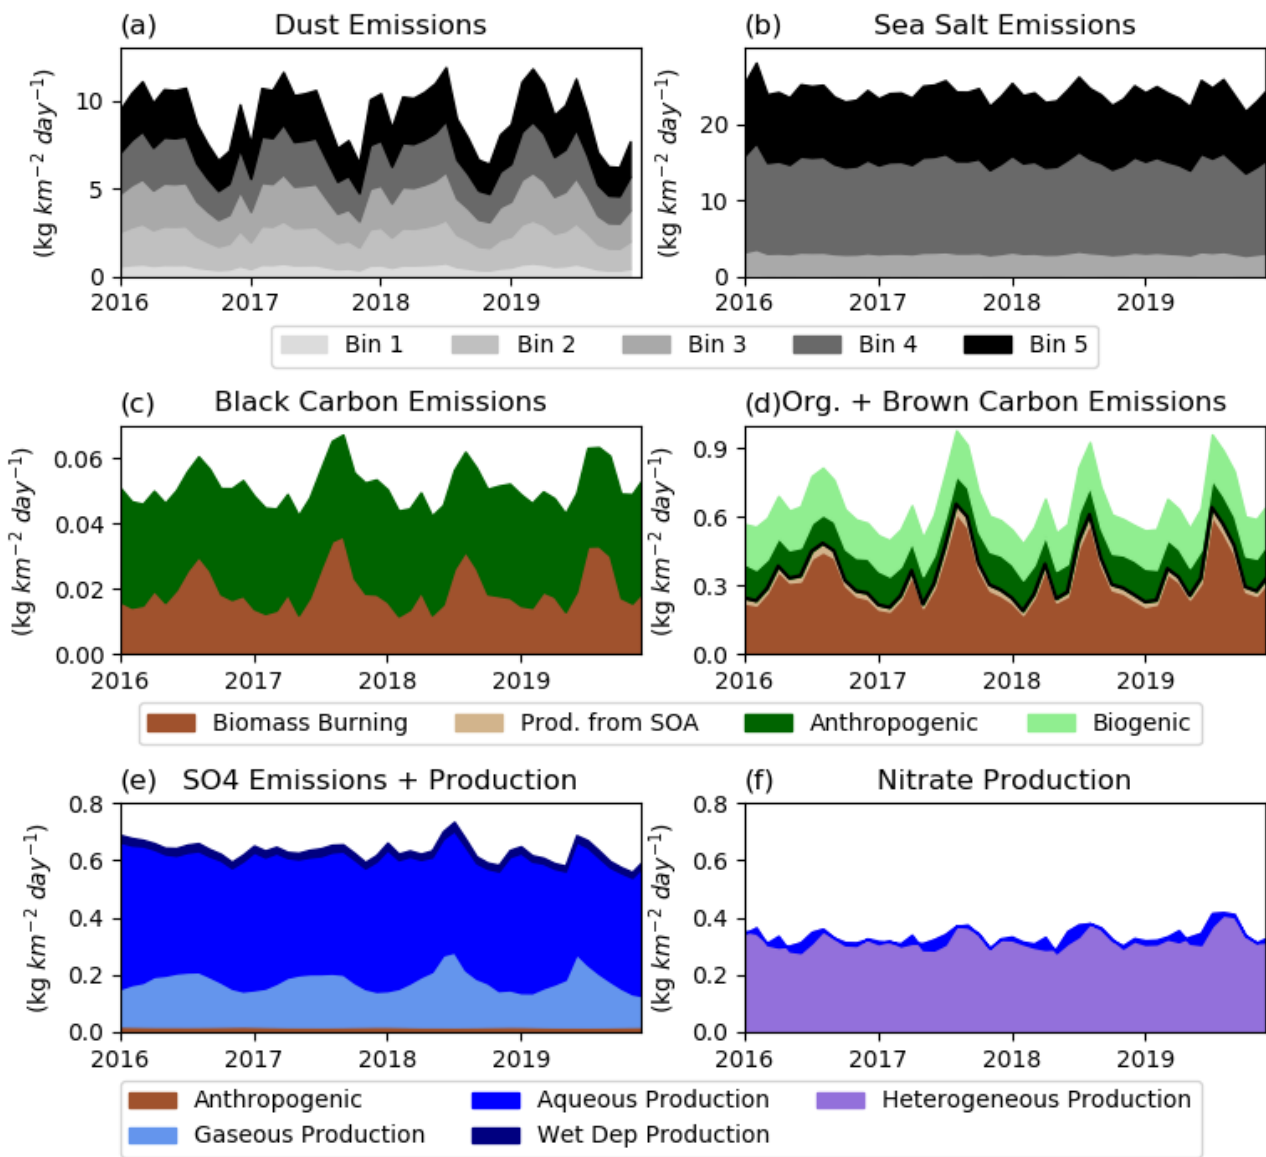 (a) Dust Emissions
(b) Sea Salt Emissions
(kg km⁻² day⁻¹)
10
5
0
2016 2017 2018 2019
(kg km⁻² day⁻¹)
20
10
0
2016 2017 2018 2019
Bin 1 Bin 2 Bin 3 Bin 4 Bin 5
(c) Black Carbon Emissions
(d) Org. + Brown Carbon Emissions
(kg km⁻² day⁻¹)
0.06
0.04
0.02
0.00
2016 2017 2018 2019
(kg km⁻² day⁻¹)
0.9
0.6
0.3
0.0
2016 2017 2018 2019
Biomass Burning Prod. from SOA Anthropogenic Biogenic
(e) SO4 Emissions + Production
(f) Nitrate Production
(kg km⁻² day⁻¹)
0.8
0.6
0.4
0.2
0.0
2016 2017 2018 2019
(kg km⁻² day⁻¹)
0.8
0.6
0.4
0.2
0.0
2016 2017 2018 2019
Anthropogenic Aqueous Production Heterogeneous Production
Gaseous Production Wet Dep Production